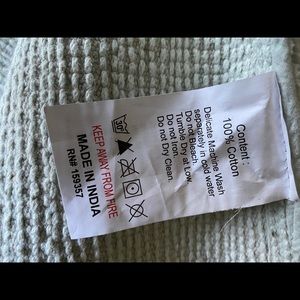 Content :
100% Cotton
Delicate Machine Wash
separately in cold water
Do not Bleach
Tumble Dry at Low.
Do not Iron
Do not Dry Clean.
KEEP AWAY FROM FIRE
MADE IN INDIA
RN# 159357